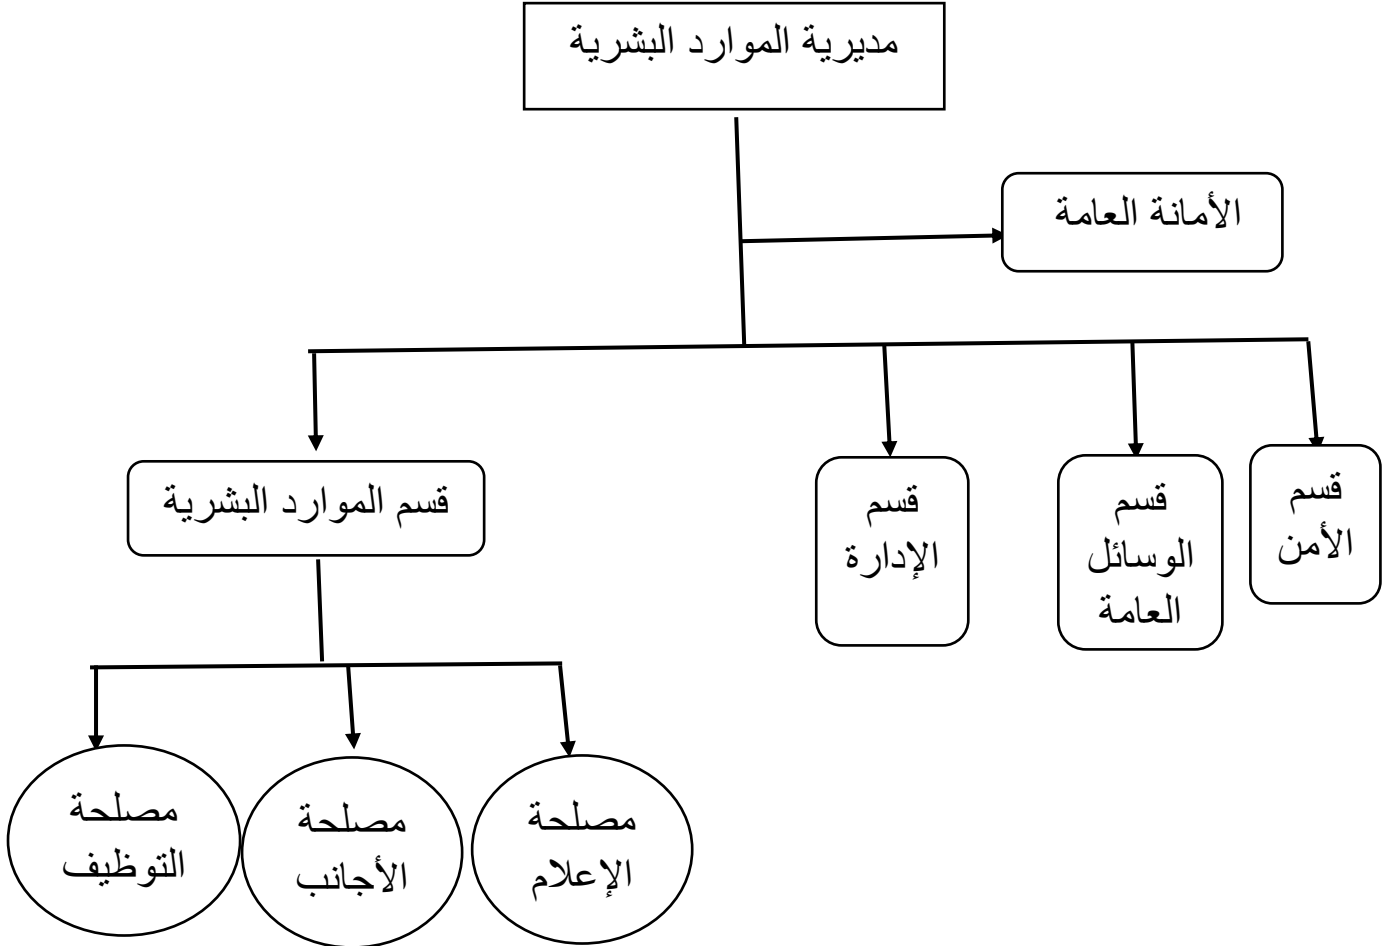 مديرية الموارد البشرية
الأمانة العامة
قسم
الأمن
قسم
الوسائل
العامة
قسم
الإدارة
قسم الموارد البشرية
مصلحة
الإعلام
مصلحة
الأجانب
مصلحة
التوظيف